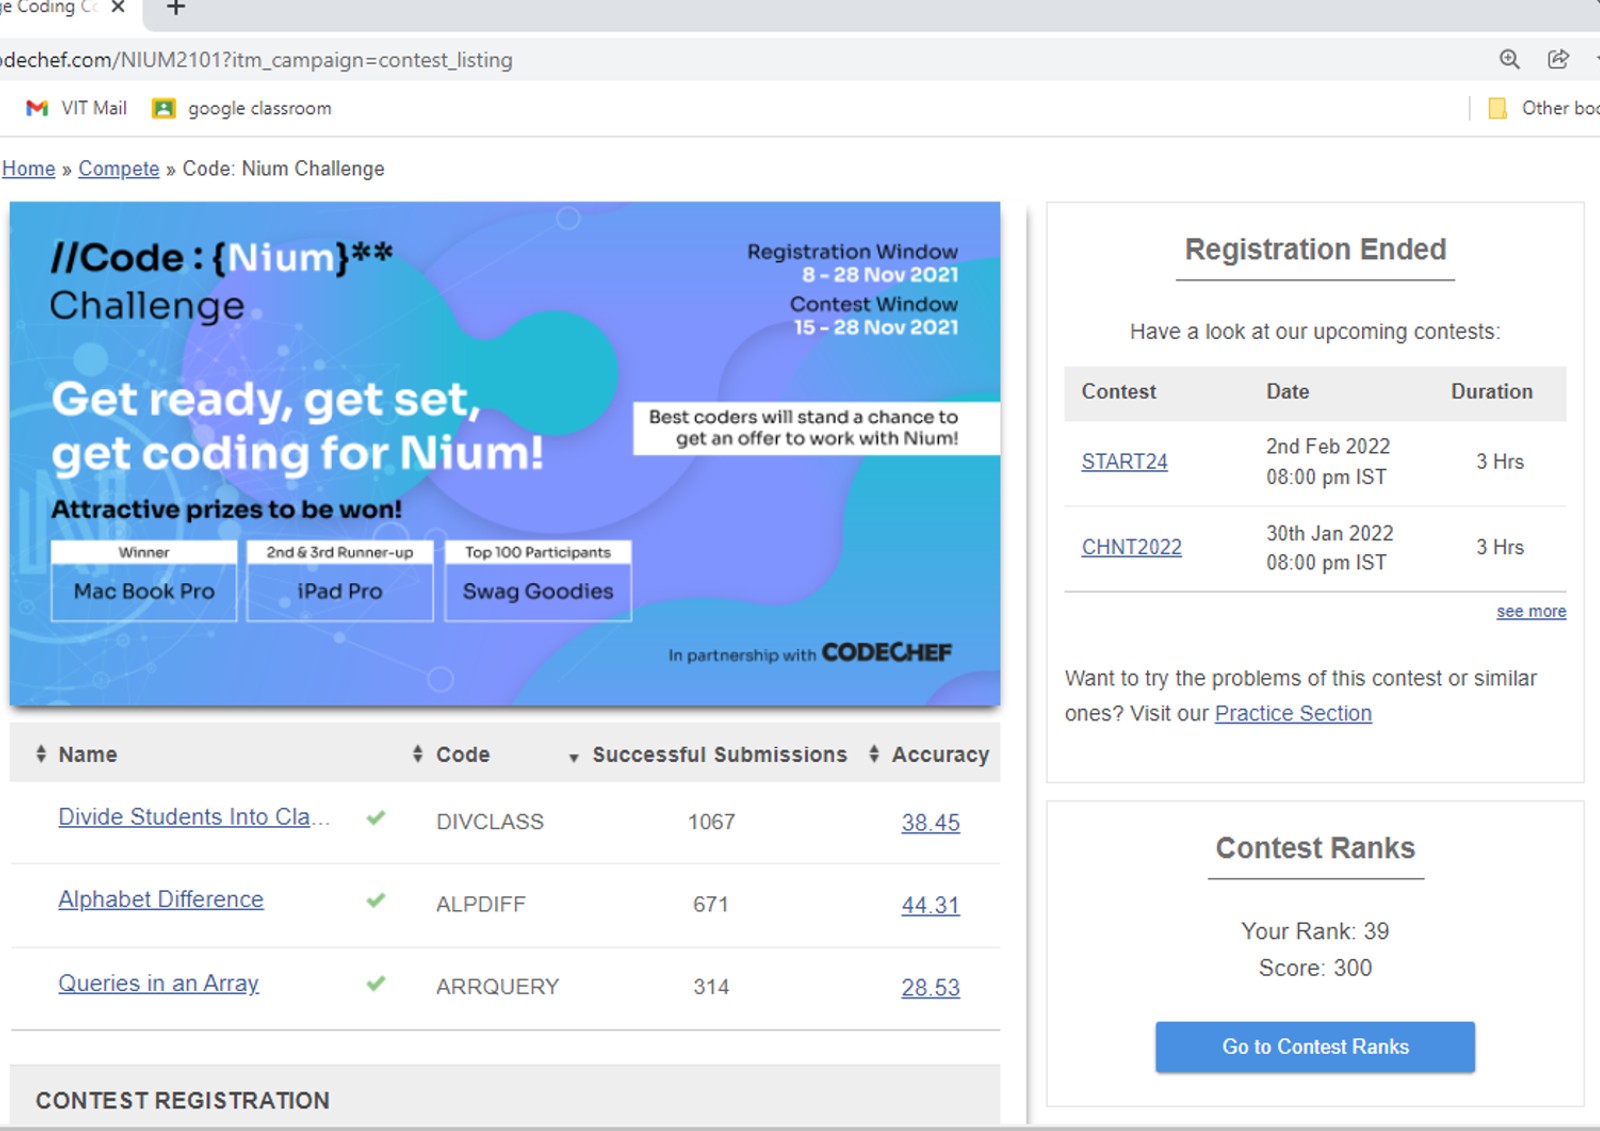 ge Coding Co
odechef.com/NIUM2101?itm_campaign=contest_listing
VIT Mail google classroom Other boo
Home » Compete » Code: Nium Challenge
//Code : {Nium}**
Challenge
Registration Window
8 - 28 Nov 2021
Contest Window
15 - 28 Nov 2021
Get ready, get set,
get coding for Nium!
Best coders will stand a chance to
get an offer to work with Nium!
Attractive prizes to be won!
Winner
Mac Book Pro
2nd & 3rd Runner-up
iPad Pro
Top 100 Participants
Swag Goodies
In partnership with CODECHEF
Name Code Successful Submissions Accuracy
Divide Students Into Cla... DIVCLASS 1067 38.45
Alphabet Difference ALPDIFF 671 44.31
Queries in an Array ARRQUERY 314 28.53
CONTEST REGISTRATION
Registration Ended
Have a look at our upcoming contests:
Contest Date Duration
START24 2nd Feb 2022 3 Hrs
08:00 pm IST
CHNT2022 30th Jan 2022 3 Hrs
08:00 pm IST
see more
Want to try the problems of this contest or similar
ones? Visit our Practice Section
Contest Ranks
Your Rank: 39
Score: 300
Go to Contest Ranks